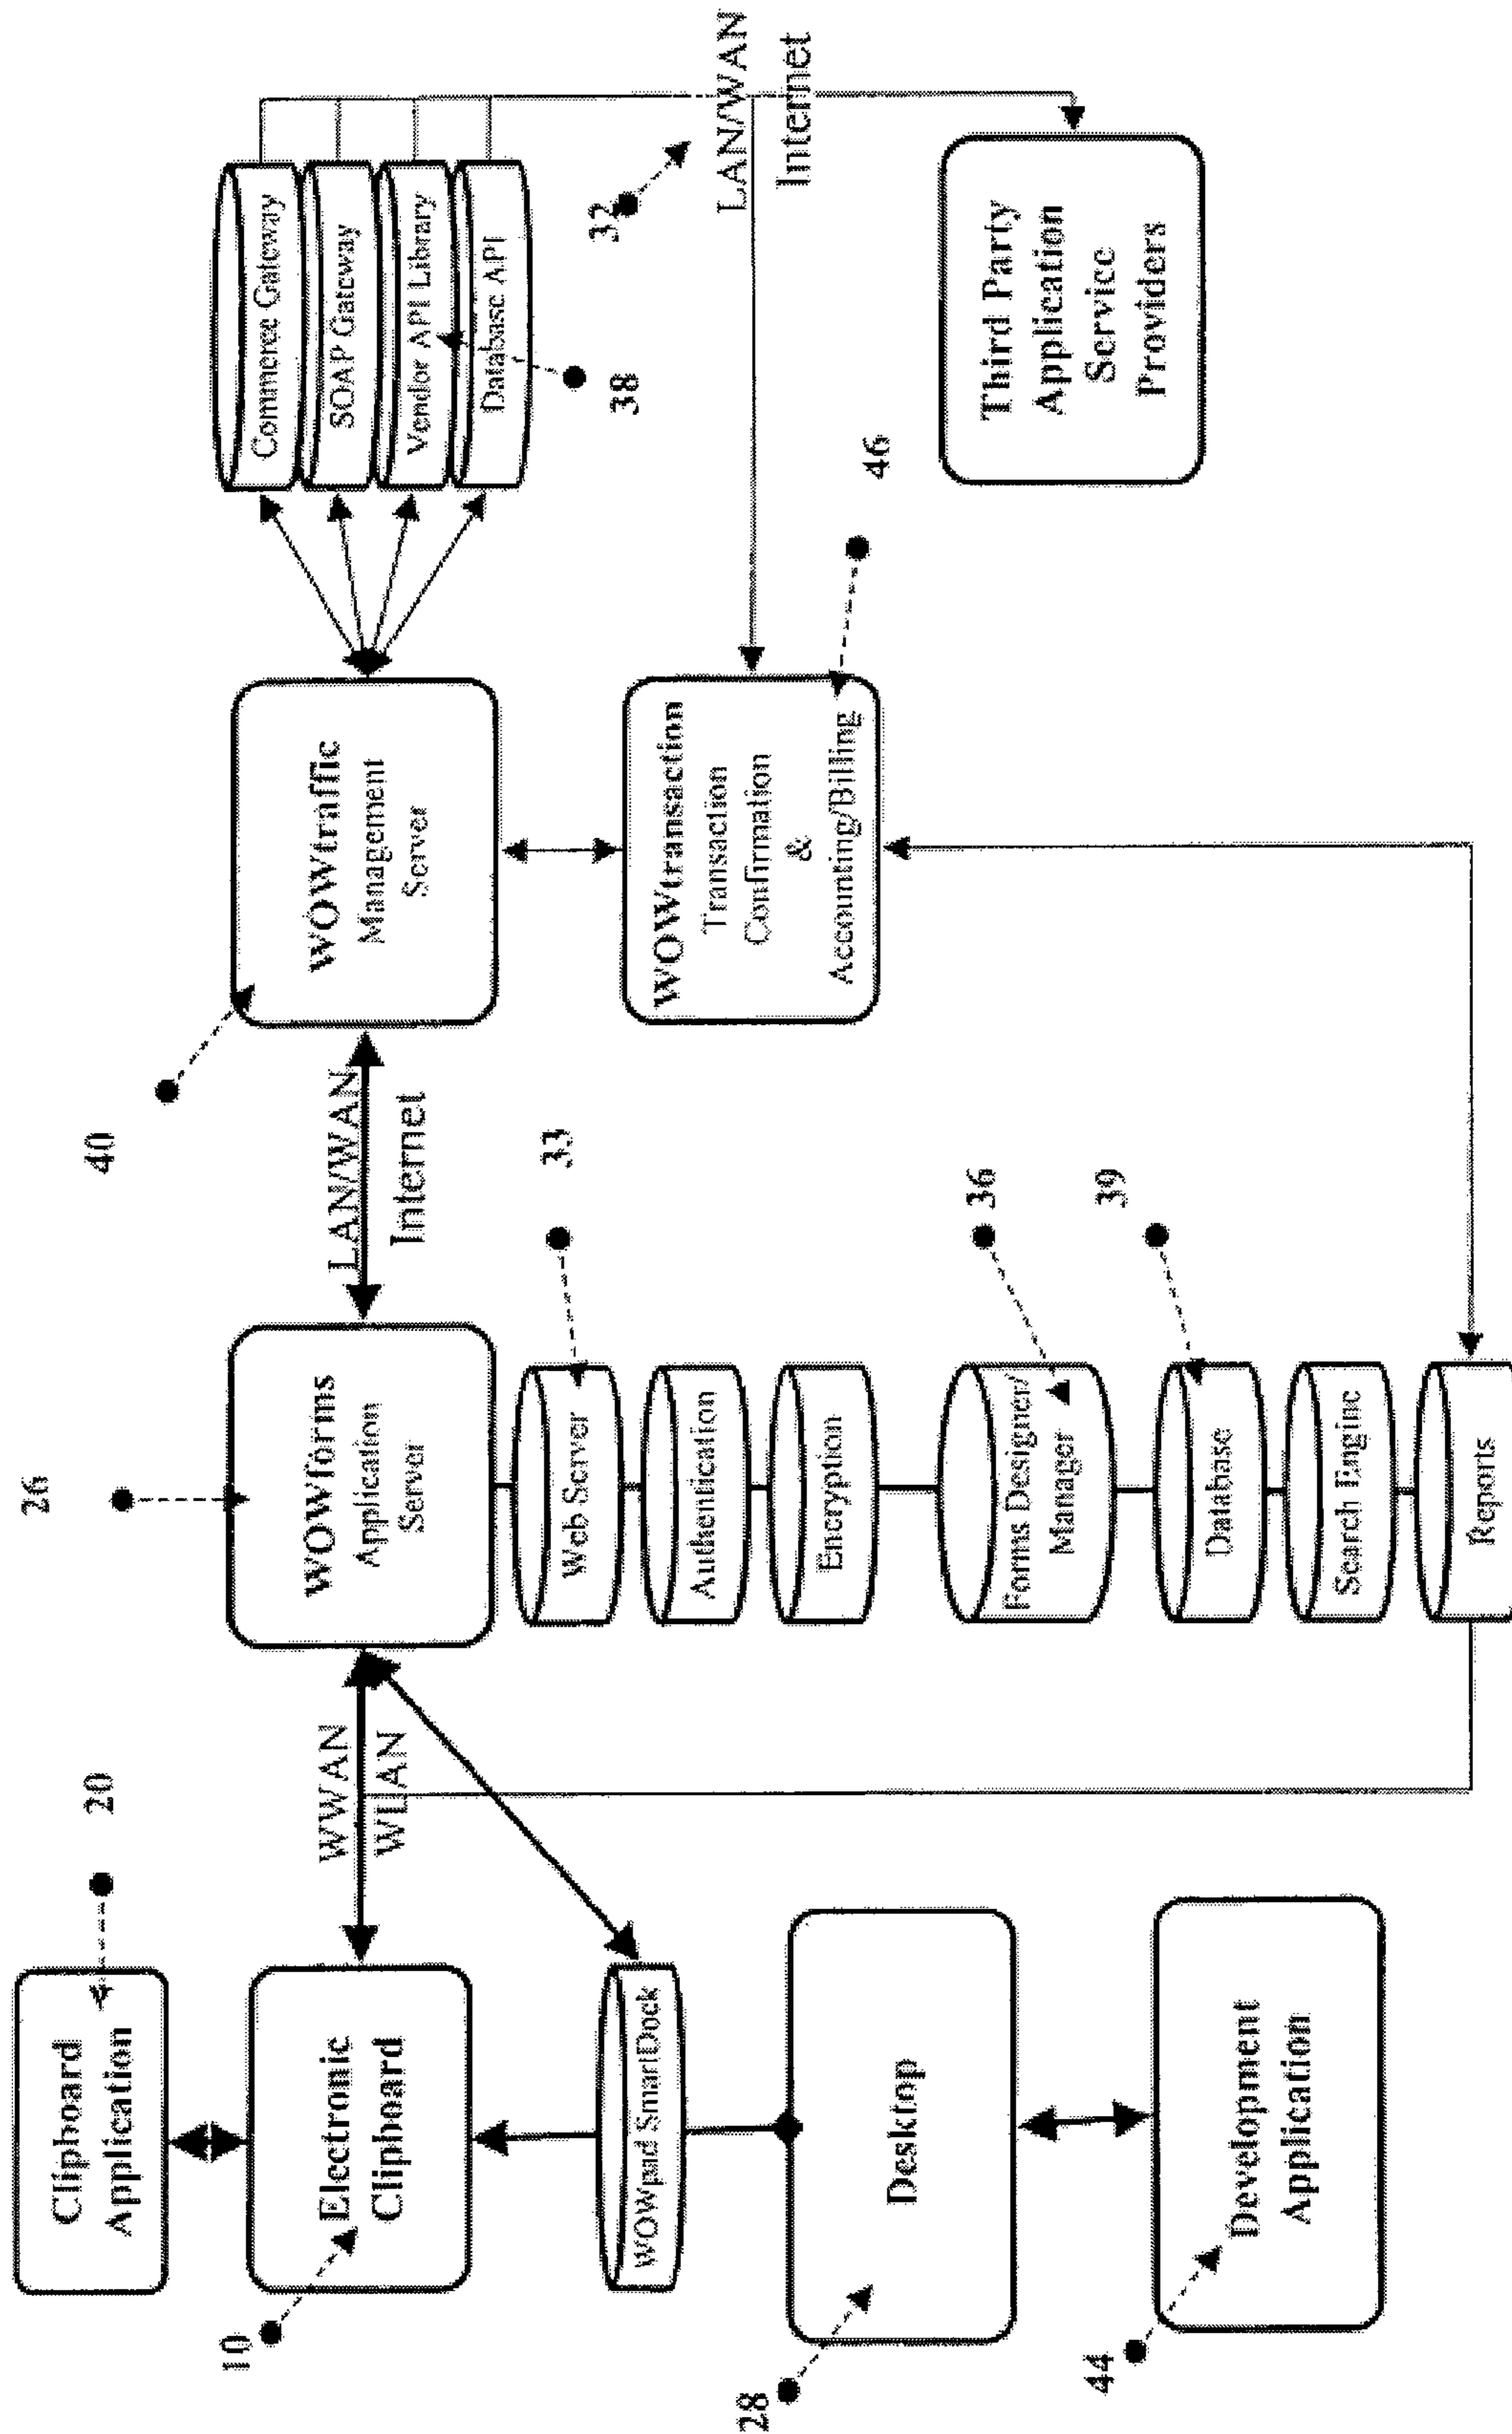 20
Clipboard
Application
10
Electronic
Clipboard
WWAN
WLAN
WOWpad SmartDock
28
Desktop
44
Development
Application
26
WOWforms
Application
Server
LAN/WAN
Internet
33
Web Server
Authentication
Encryption
36
Forms Designer/
Manager
39
Database
Search Engine
Reports
40
WOWtraffic
Management
Server
WOWtransaction
Transaction
Confirmation
&
Accounting/Billing
46
Commerce Gateway
SOAP Gateway
Vendor API Library
Database API
38
32
LAN/WAN
Internet
Third Party
Application
Service
Providers